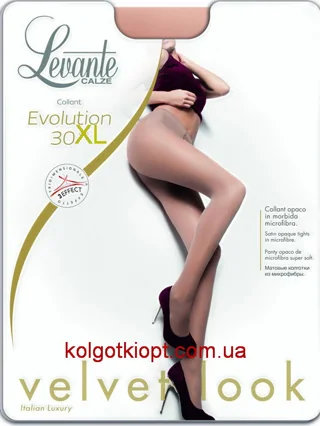 Levante
CALZE
Collant
Evolution
30XL
3EFFECT
Collant opaco
in morbida
microfibra.
Satin opaque tights
in microfibre.
Panty opaco de
microfibra super soft.
Матовые колготки
из микрофибры.
kolgotkiopt.com.ua
velvet look
Italian Luxury